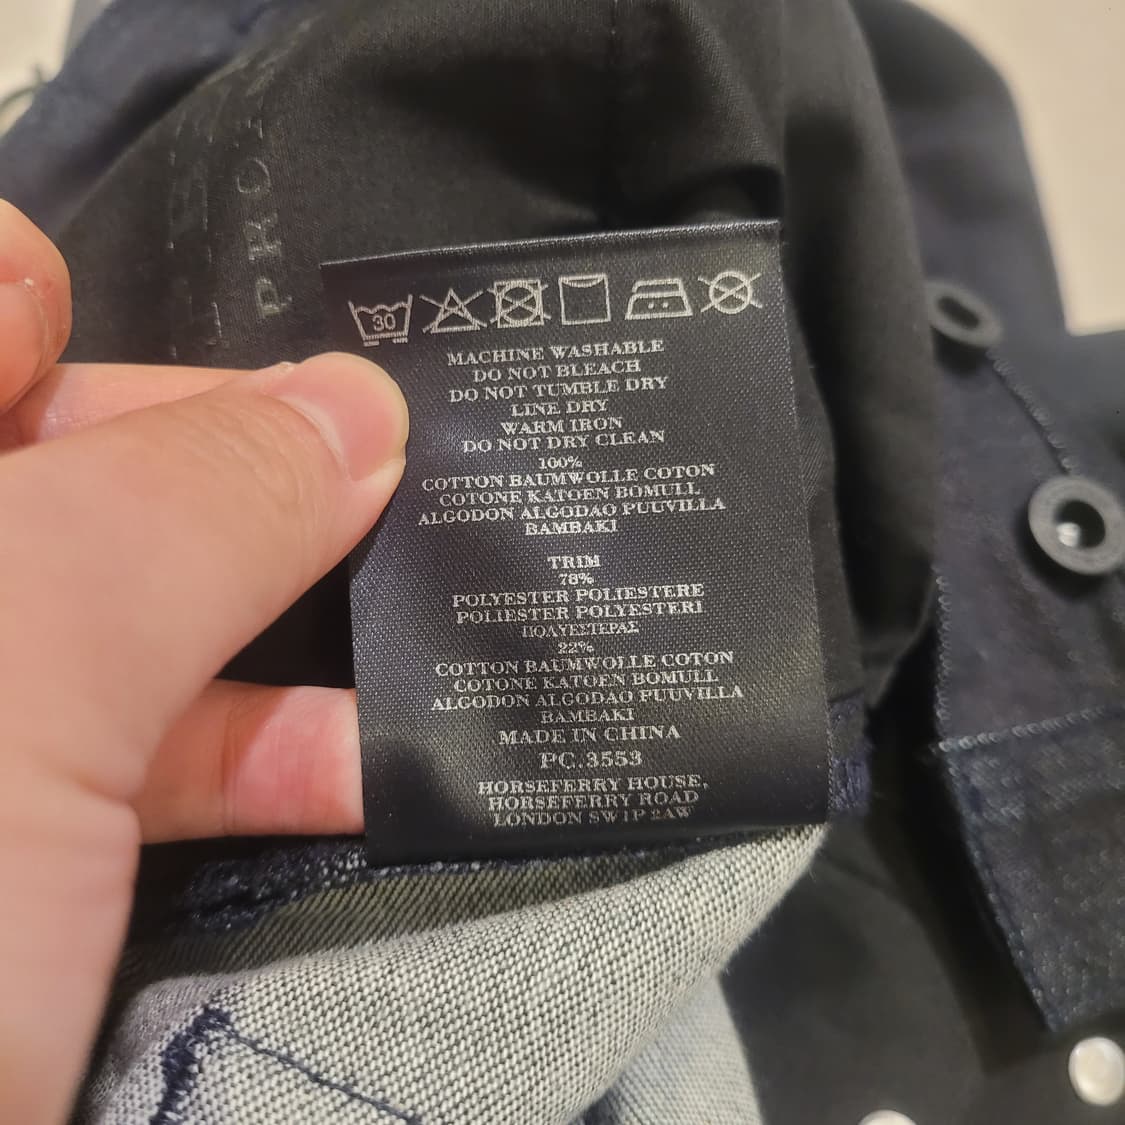 PRO
30
MACHINE WASHABLE
DO NOT BLEACH
DO NOT TUMBLE DRY
LINE DRY
WARM IRON
DO NOT DRY CLEAN
100%
COTTON BAUMWOLLE COTON
COTONE KATOEN BOMULL
ALGODON ALGODAO PUUVILLA
BAMBAKI
TRIM
78%
POLYESTER POLIESTERE
POLIESTER POLYESTERI
ΠΟΛΥΕΣΤΕΡΑΣ
22%
COTTON BAUMWOLLE COTON
COTONE KATOEN BOMULL
ALGODON ALGODAO PUUVILLA
BAMBAKI
MADE IN CHINA
PC.3553
HORSEFERRY HOUSE,
HORSEFERRY ROAD
LONDON SW1P 2AW